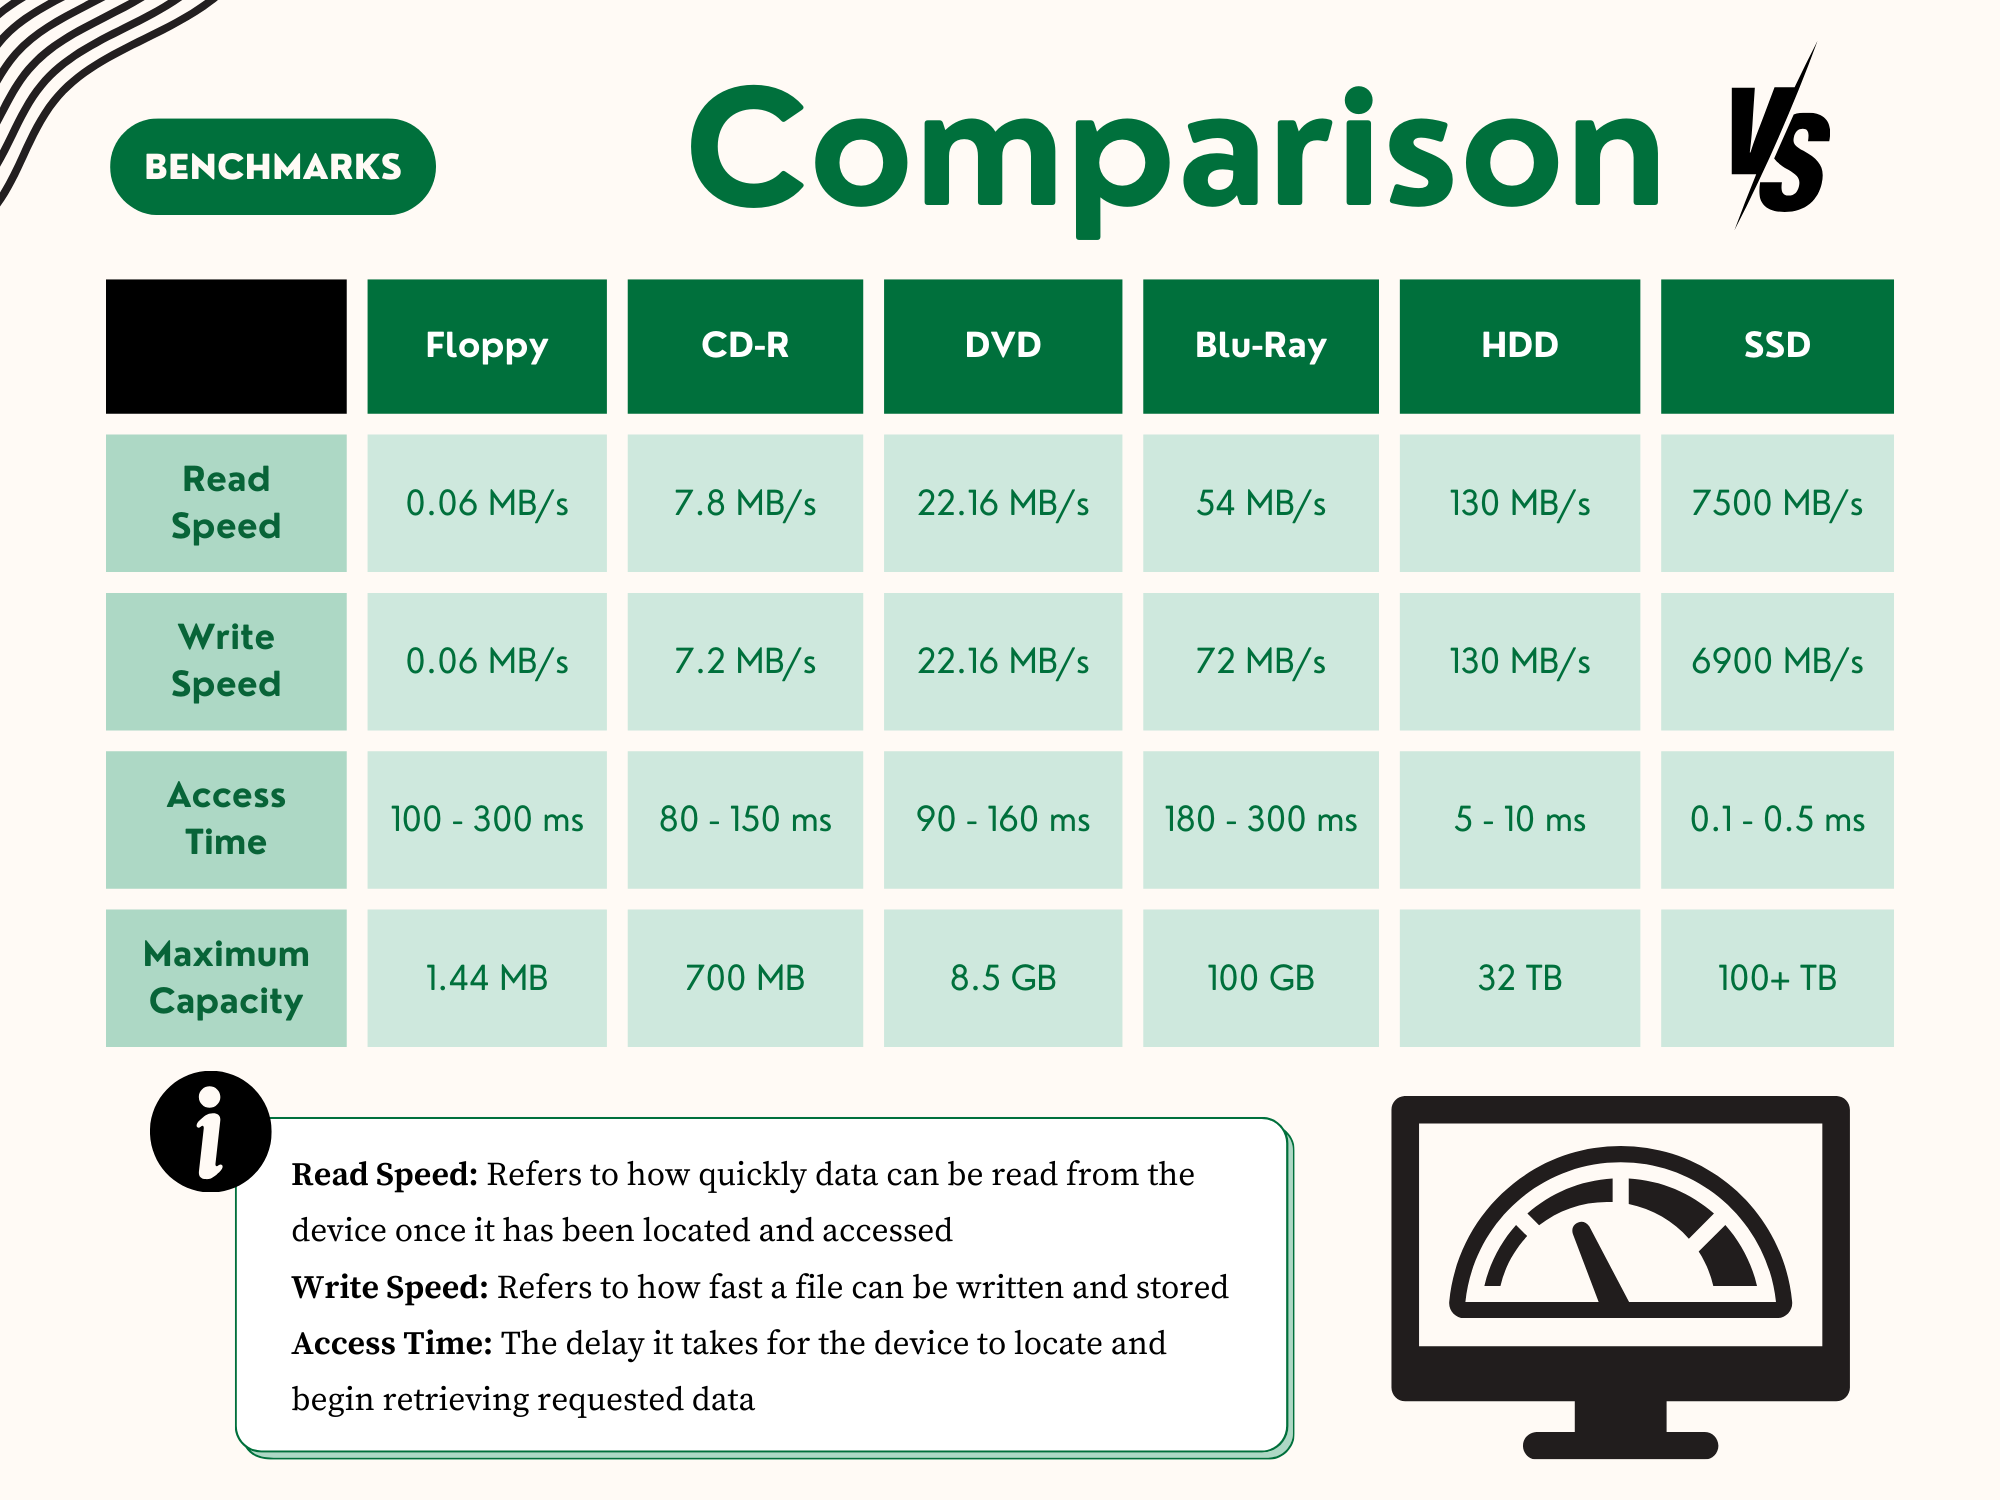 BENCHMARKS
Comparison
VS
Floppy CD-R DVD Blu-Ray HDD SSD
Read
Speed
0.06 MB/s 7.8 MB/s 22.16 MB/s 54 MB/s 130 MB/s 7500 MB/s
Write
Speed
0.06 MB/s 7.2 MB/s 22.16 MB/s 72 MB/s 130 MB/s 6900 MB/s
Access
Time
100 - 300 ms 80 - 150 ms 90 - 160 ms 180 - 300 ms 5 - 10 ms 0.1 - 0.5 ms
Maximum
Capacity
1.44 MB 700 MB 8.5 GB 100 GB 32 TB 100+ TB
i
Read Speed: Refers to how quickly data can be read from the
device once it has been located and accessed
Write Speed: Refers to how fast a file can be written and stored
Access Time: The delay it takes for the device to locate and
begin retrieving requested data